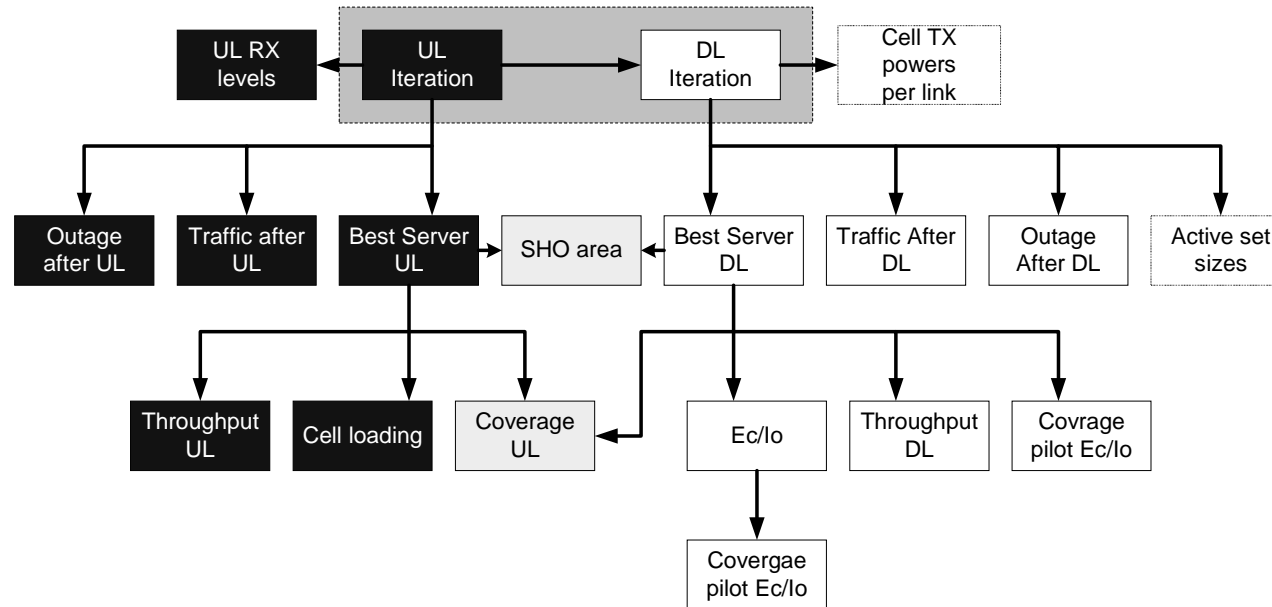 UL RX
levels
UL
Iteration
DL
Iteration
Cell TX
powers
per link
Outage
after UL
Traffic after
UL
Best Server
UL
SHO area
Best Server
DL
Traffic After
DL
Outage
After DL
Active set
sizes
Throughput
UL
Cell loading
Coverage
UL
Ec/Io
Throughput
DL
Covrage
pilot Ec/Io
Covergae
pilot Ec/Io